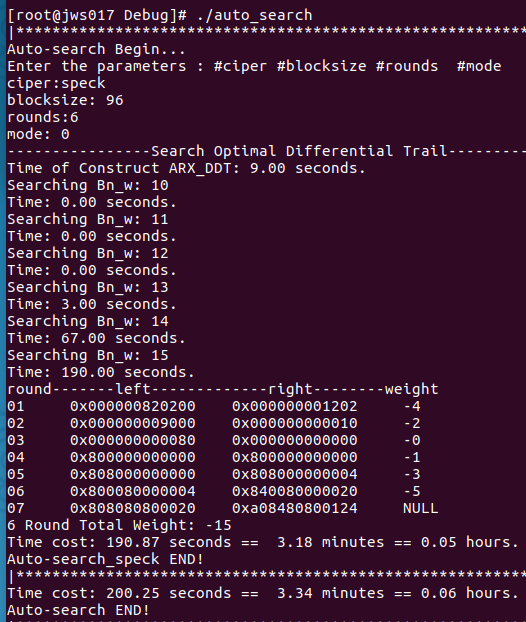 [root@jws017 Debug]# ./auto_search
|*************************************************************
Auto-search Begin...
Enter the parameters : #ciper #blocksize #rounds  #mode
ciper:speck
blocksize: 96
rounds:6
mode: 0
----------------Search Optimal Differential Trail---------
Time of Construct ARX_DDT: 9.00 seconds.
Searching Bn_w: 10
Time: 0.00 seconds.
Searching Bn_w: 11
Time: 0.00 seconds.
Searching Bn_w: 12
Time: 0.00 seconds.
Searching Bn_w: 13
Time: 3.00 seconds.
Searching Bn_w: 14
Time: 67.00 seconds.
Searching Bn_w: 15
Time: 190.00 seconds.
round-------left-------------right--------weight
01     0x000000820200    0x000000001202    -4
02     0x000000009000    0x000000000010    -2
03     0x000000000080    0x000000000000    -0
04     0x800000000000    0x800000000000    -1
05     0x808000000000    0x808000000004    -3
06     0x800080000004    0x840080000020    -5
07     0x808080800020    0xa08480800124    NULL
6 Round Total Weight: -15
Time cost: 190.87 seconds ==  3.18 minutes == 0.05 hours.
Auto-search_speck END!
|*************************************************************
Time cost: 200.25 seconds ==  3.34 minutes == 0.06 hours.
Auto-search END!